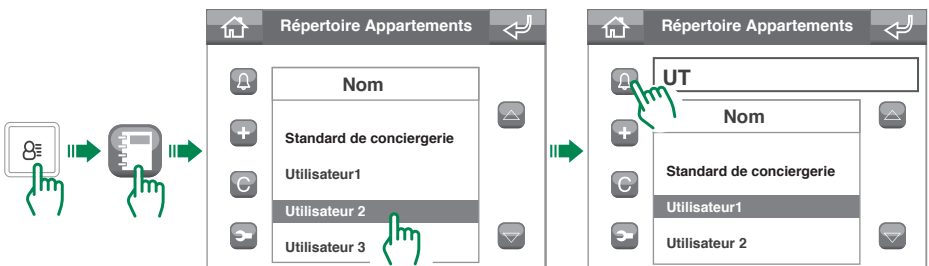 Répertoire Appartements
Nom
Standard de conciergerie
Utilisateur1
Utilisateur 2
Utilisateur 3
C
Répertoire Appartements
UT
Nom
Standard de conciergerie
Utilisateur1
Utilisateur 2
C